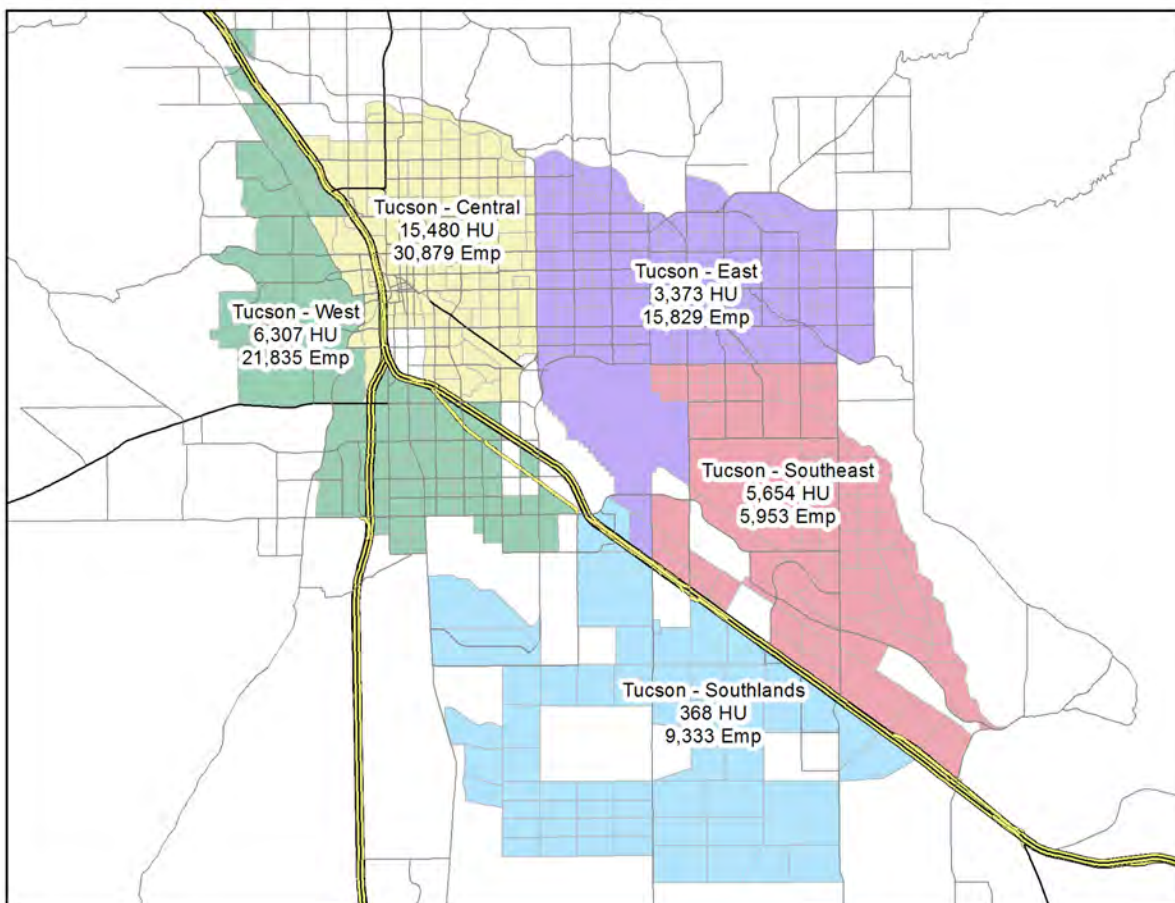 Tucson - Central
15,480 HU
30,879 Emp
Tucson - East
3,373 HU
15,829 Emp
Tucson - West
6,307 HU
21,835 Emp
Tucson - Southeast
5,654 HU
5,953 Emp
Tucson - Southlands
368 HU
9,333 Emp